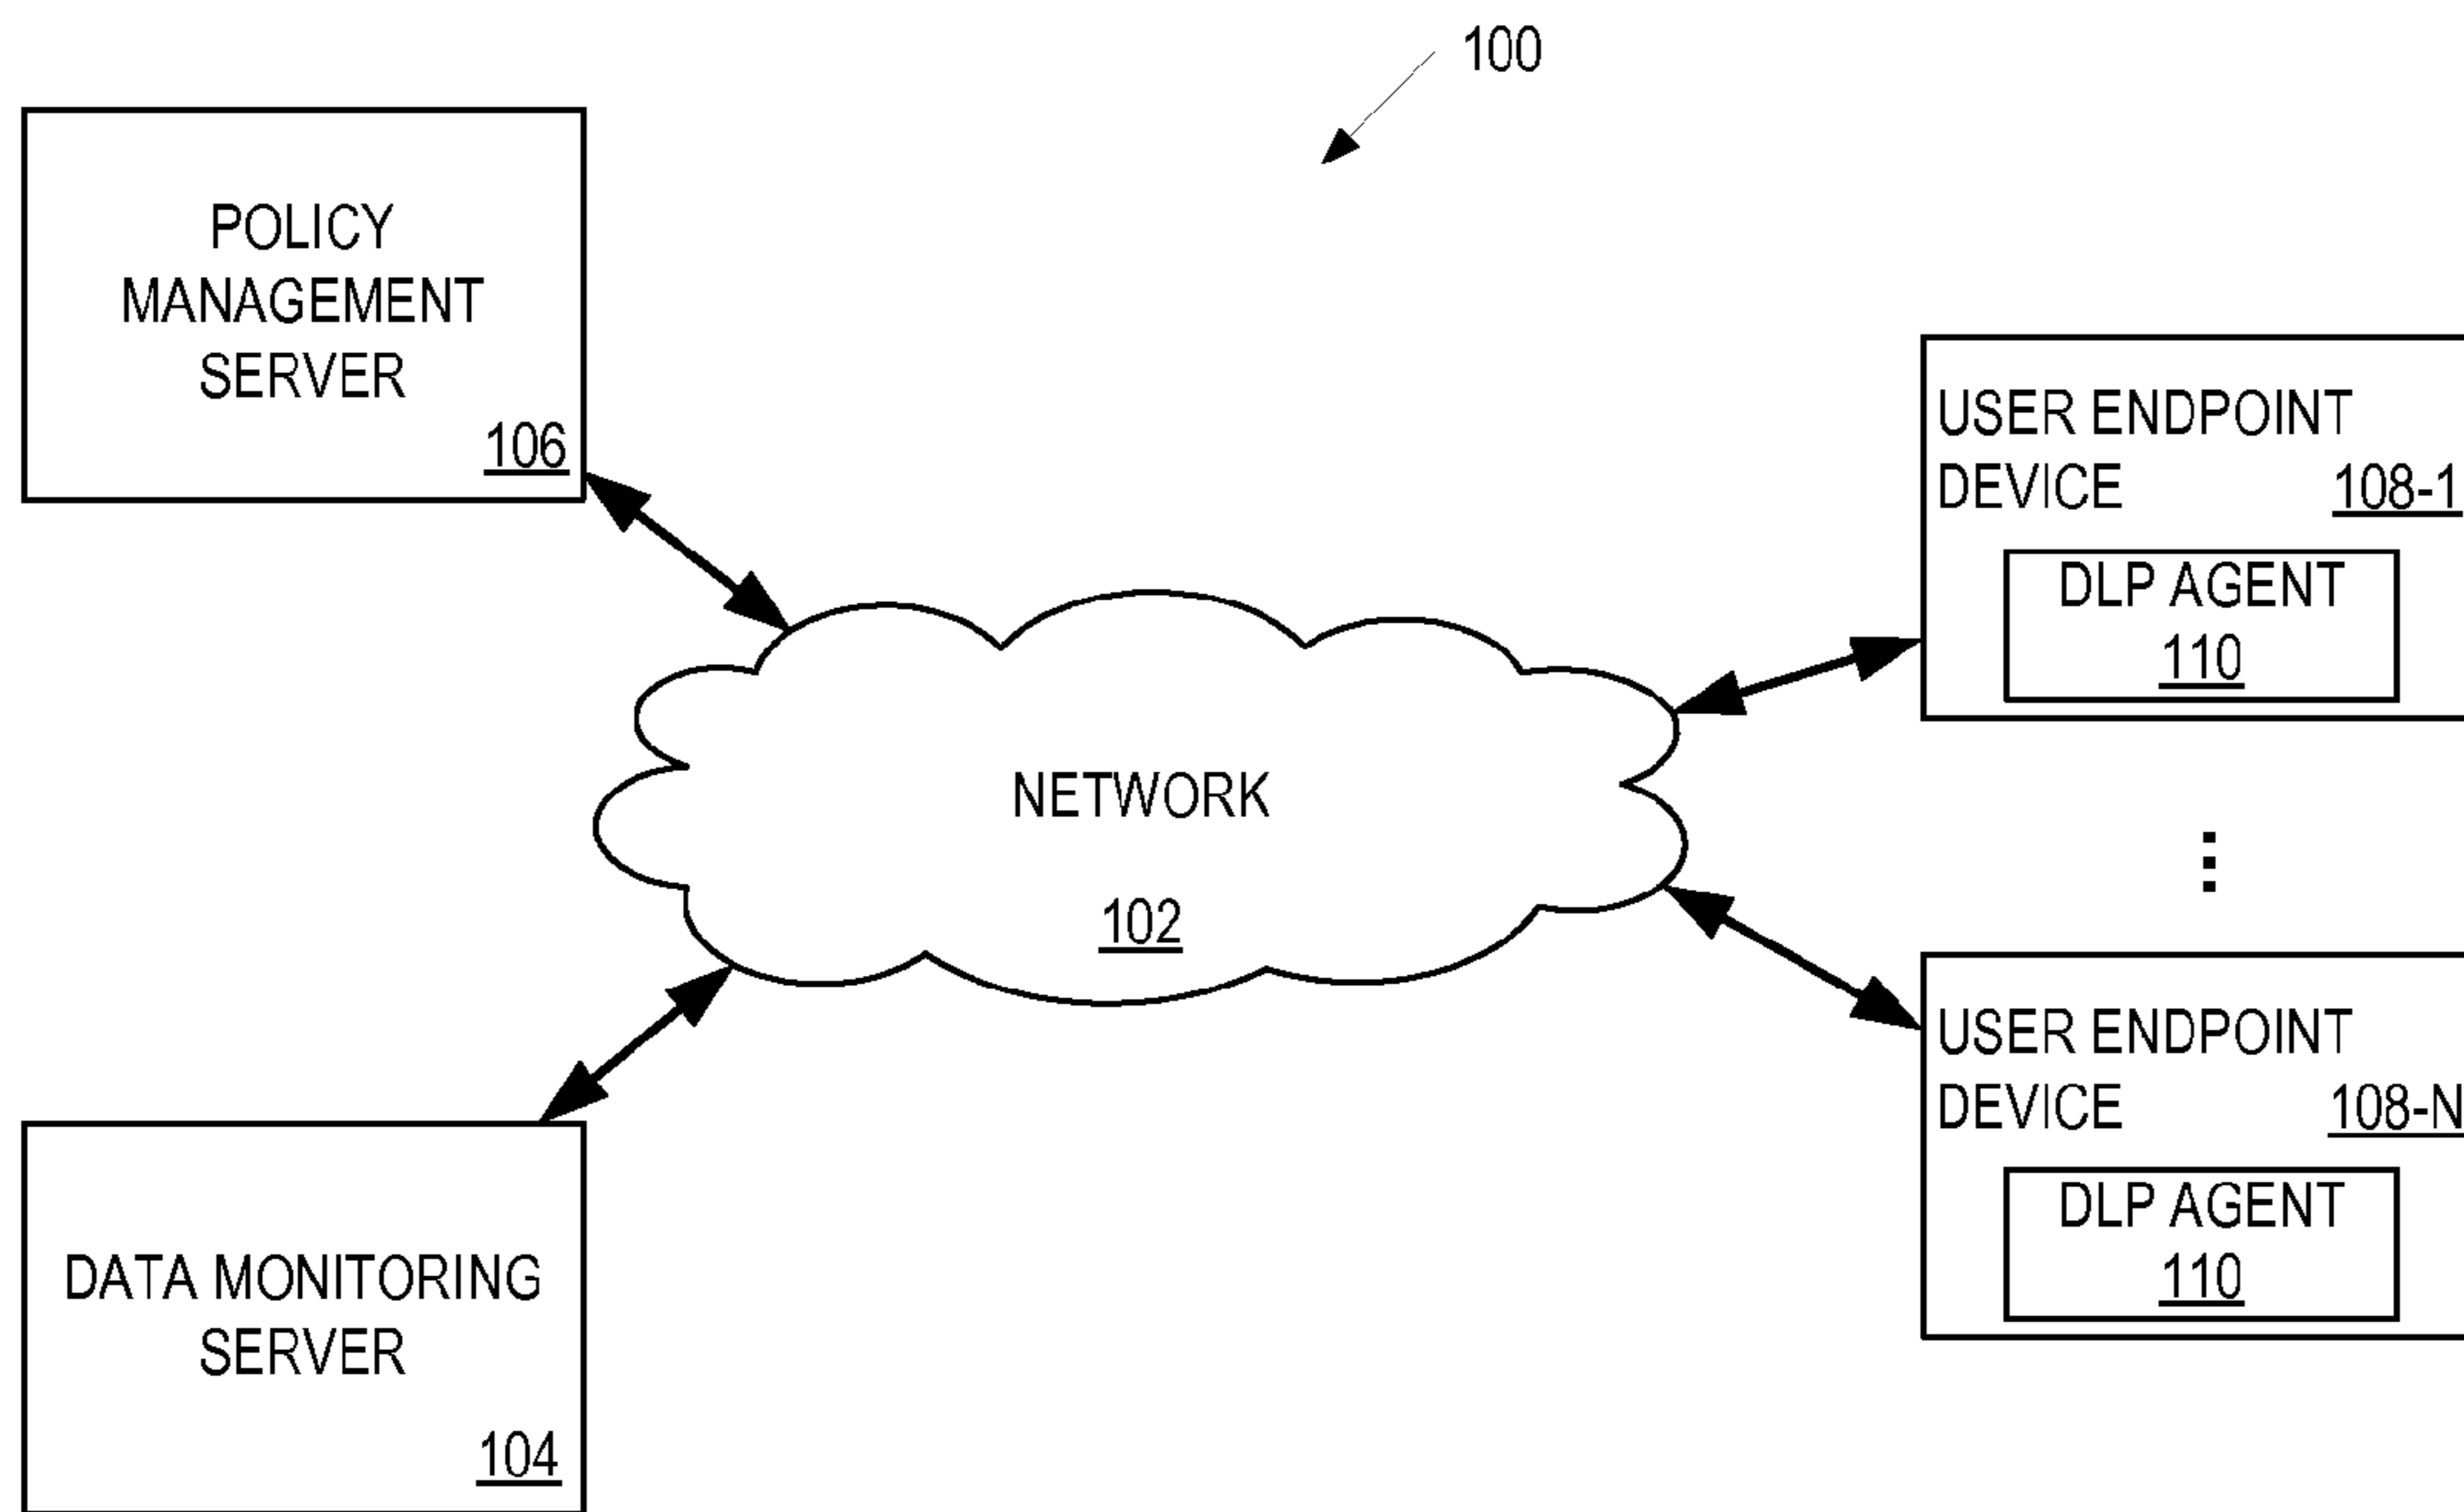 100
POLICY
MANAGEMENT
SERVER
106
USER ENDPOINT
DEVICE 108-1
DLP AGENT
110
NETWORK
102
USER ENDPOINT
DEVICE 108-N
DLP AGENT
110
DATA MONITORING
SERVER
104